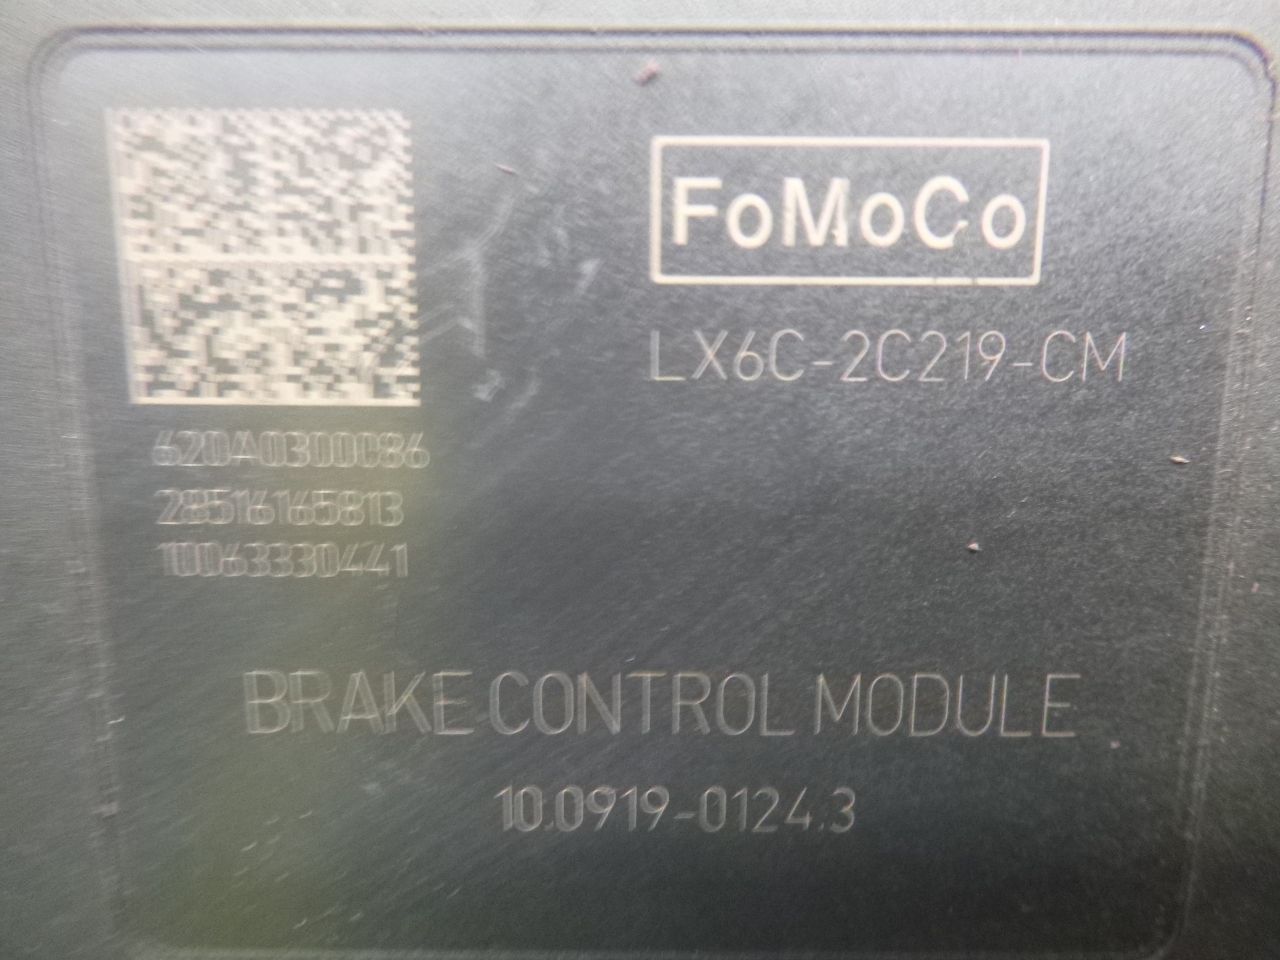 FoMoCo
LX6C-2C219-CM
620A0300086
28516165813
10063330441
BRAKE CONTROL MODULE
10.0919-0124.3